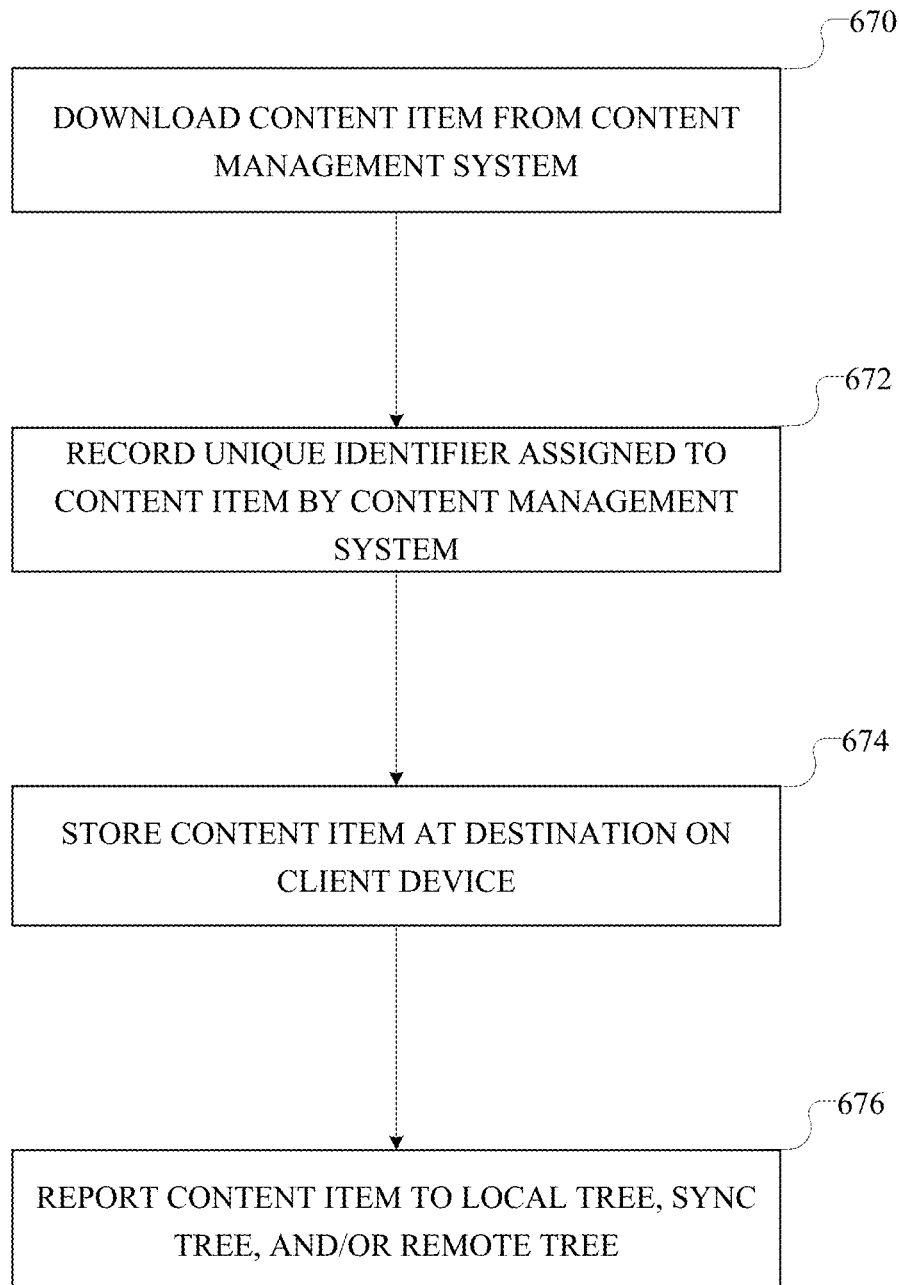 670
DOWNLOAD CONTENT ITEM FROM CONTENT
MANAGEMENT SYSTEM
672
RECORD UNIQUE IDENTIFIER ASSIGNED TO
CONTENT ITEM BY CONTENT MANAGEMENT
SYSTEM
674
STORE CONTENT ITEM AT DESTINATION ON
CLIENT DEVICE
676
REPORT CONTENT ITEM TO LOCAL TREE, SYNC
TREE, AND/OR REMOTE TREE